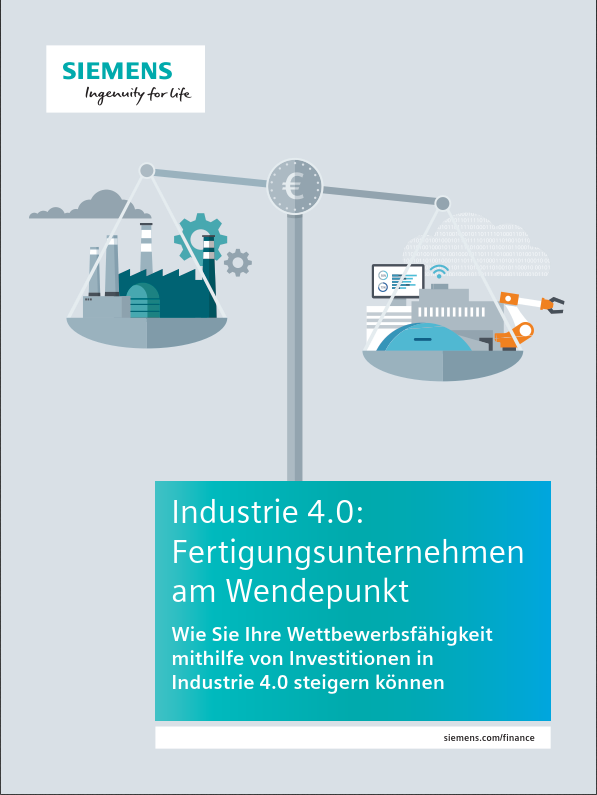 SIEMENS
Ingenuity for life
€
Industrie 4.0:
Fertigungsunternehmen
am Wendepunkt
Wie Sie Ihre Wettbewerbsfähigkeit
mithilfe von Investitionen in
Industrie 4.0 steigern können
siemens.com/finance